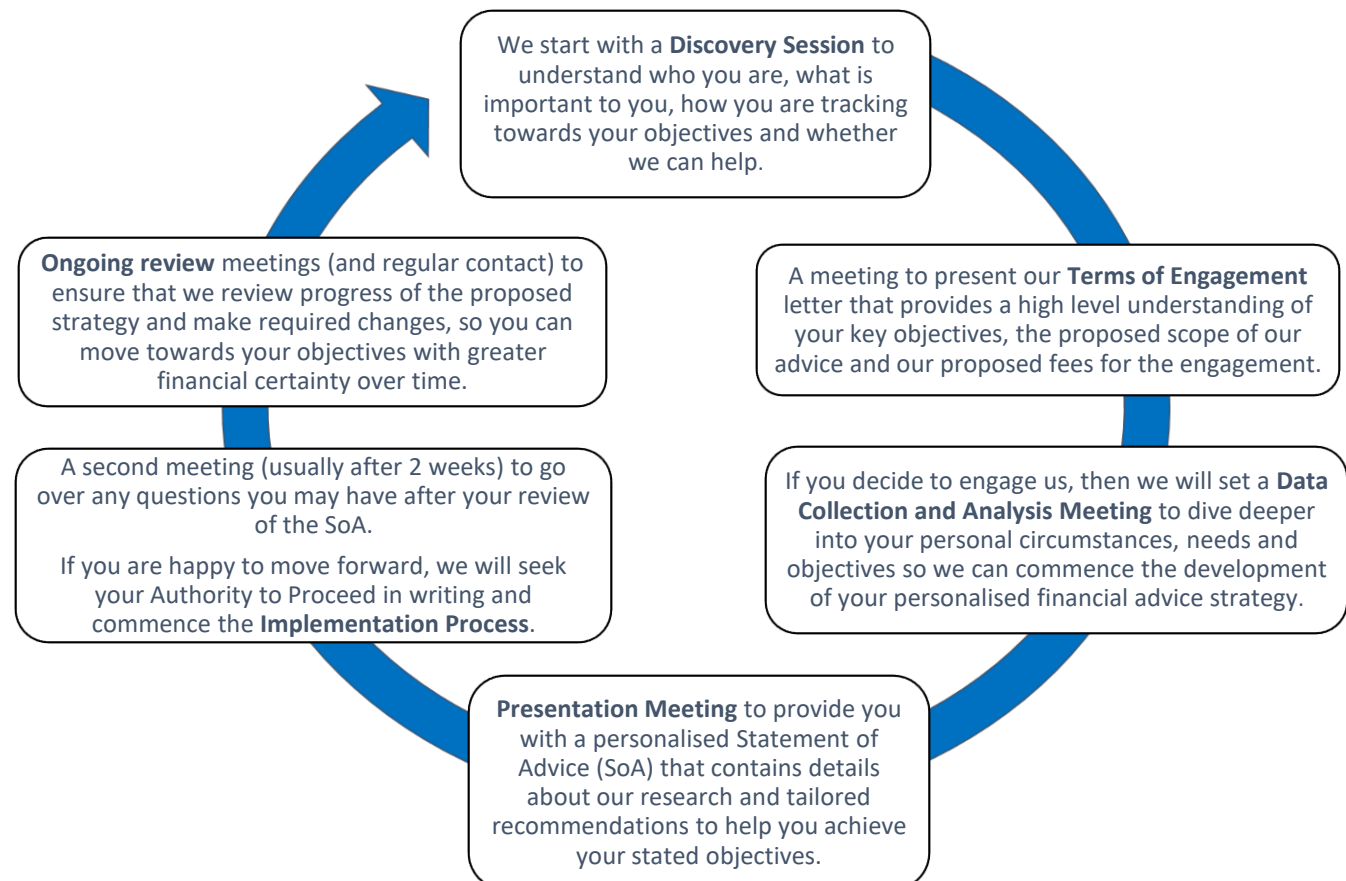 We start with a Discovery Session to
understand who you are, what is
important to you, how you are tracking
towards your objectives and whether
we can help.
A meeting to present our Terms of Engagement
letter that provides a high level understanding of
your key objectives, the proposed scope of our
advice and our proposed fees for the engagement.
If you decide to engage us, then we will set a Data
Collection and Analysis Meeting to dive deeper
into your personal circumstances, needs and
objectives so we can commence the development
of your personalised financial advice strategy.
Presentation Meeting to provide you
with a personalised Statement of
Advice (SoA) that contains details
about our research and tailored
recommendations to help you achieve
your stated objectives.
A second meeting (usually after 2 weeks) to go
over any questions you may have after your review
of the SoA.
If you are happy to move forward, we will seek
your Authority to Proceed in writing and
commence the Implementation Process.
Ongoing review meetings (and regular contact) to
ensure that we review progress of the proposed
strategy and make required changes, so you can
move towards your objectives with greater
financial certainty over time.